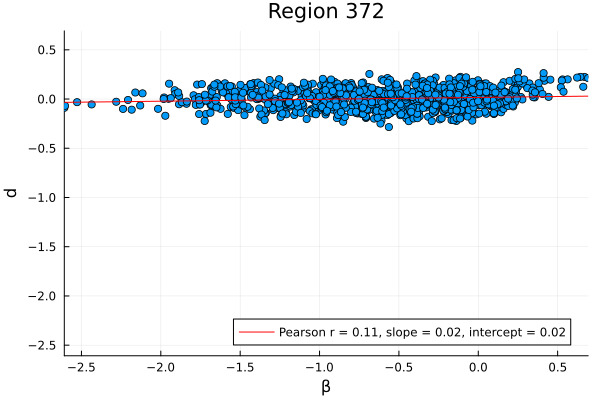 Region 372
0.5
0.0
−0.5
−1.0
−1.5
−2.0
−2.5
d
Pearson r = 0.11, slope = 0.02, intercept = 0.02
−2.5 −2.0 −1.5 −1.0 −0.5 0.0 0.5
β